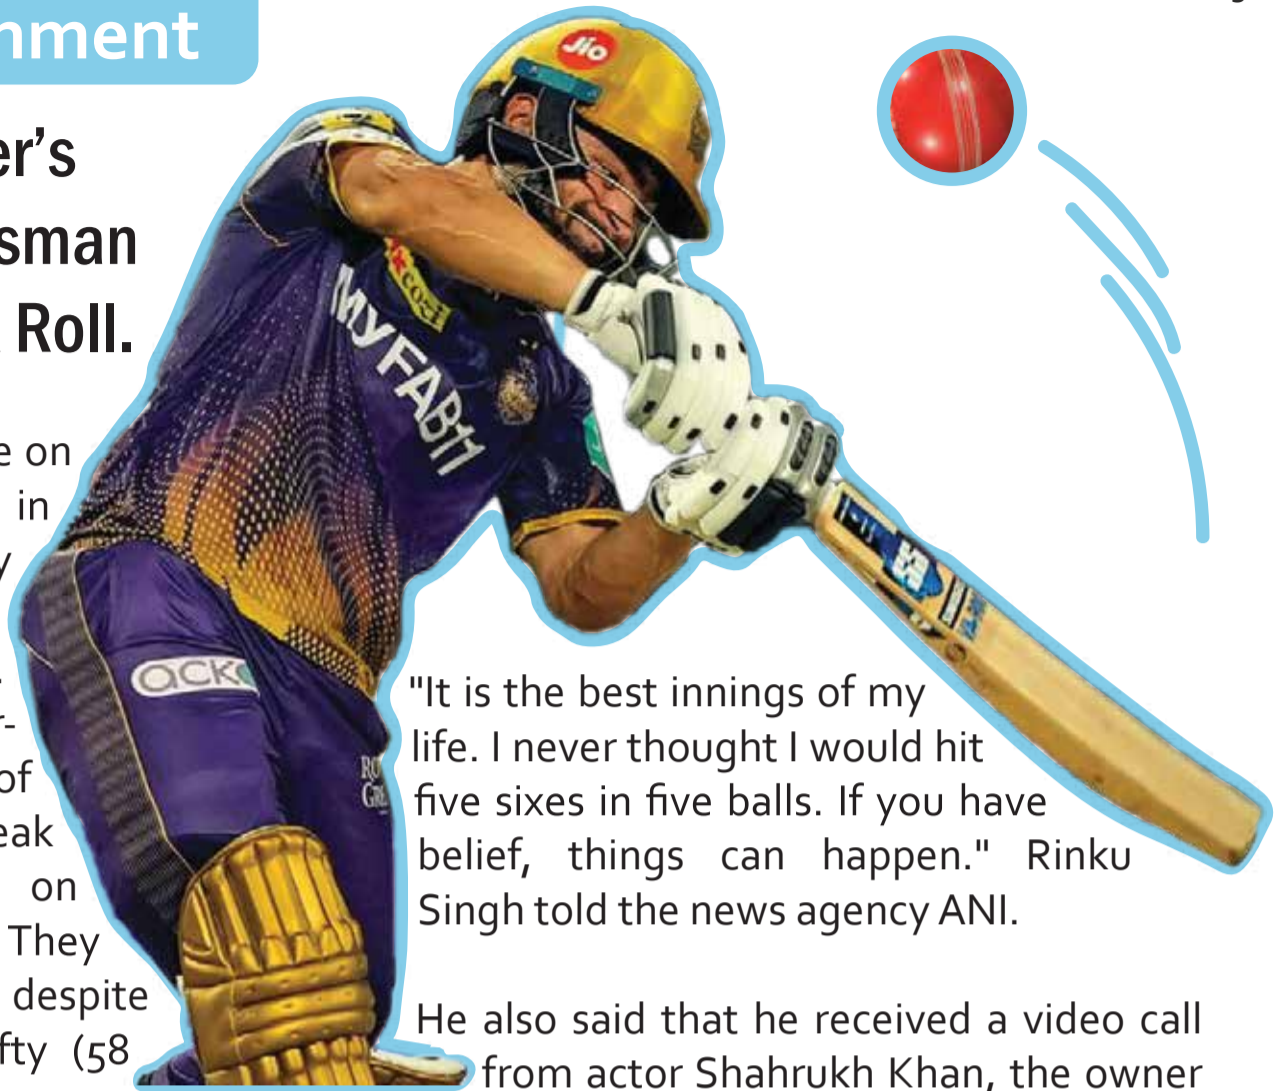 nment
er's
sman
Roll.
e on
in
y
r-
of
eak
on
They
despite
fty (58
Jio
MyFAB11
SS
"It is the best innings of my
life. I never thought I would hit
five sixes in five balls. If you have
belief, things can happen." Rinku
Singh told the news agency ANI.
He also said that he received a video call
from actor Shahrukh Khan, the owner